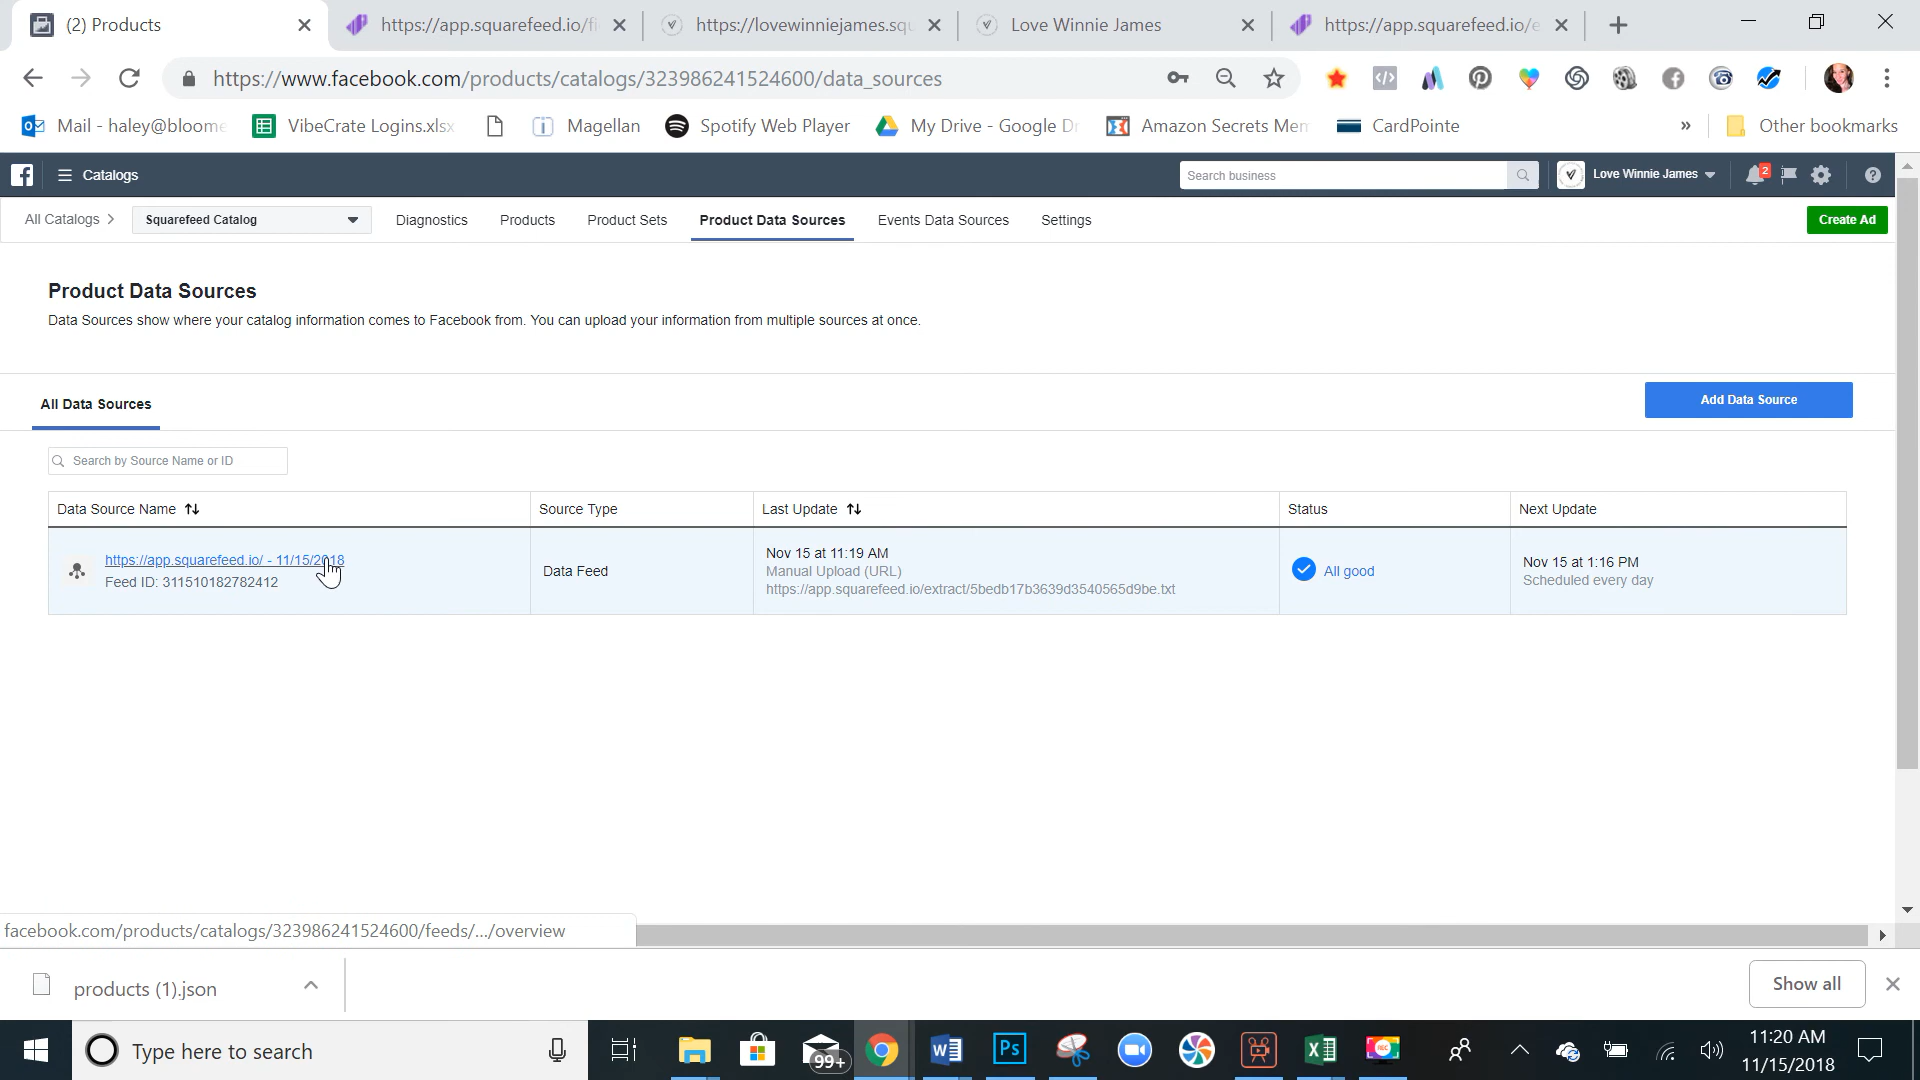 (2) Products
https://app.squarefeed.io/fi
https://lovewinniejames.squ
Love Winnie James
https://app.squarefeed.io/e
https://www.facebook.com/products/catalogs/323986241524600/data_sources
Mail - haley@bloome
VibeCrate Logins.xlsx
Magellan
Spotify Web Player
My Drive - Google D
Amazon Secrets Mem
CardPointe
»
Other bookmarks
Catalogs
Search business
Love Winnie James
2
All Catalogs
Squarefeed Catalog
Diagnostics
Products
Product Sets
Product Data Sources
Events Data Sources
Settings
Create Ad
Product Data Sources
Data Sources show where your catalog information comes to Facebook from. You can upload your information from multiple sources at once.
All Data Sources
Add Data Source
Search by Source Name or ID
Data Source Name
Source Type
Last Update
Status
Next Update
https://app.squarefeed.io/ - 11/15/2018
Feed ID: 311510182782412
Data Feed
Nov 15 at 11:19 AM
Manual Upload (URL)
https://app.squarefeed.io/extract/5bedb17b3639d3540565d9be.txt
All good
Nov 15 at 1:16 PM
Scheduled every day
facebook.com/products/catalogs/323986241524600/feeds/.../overview
products (1).json
Show all
Type here to search
99+
Ps
REC
11:20 AM
11/15/2018